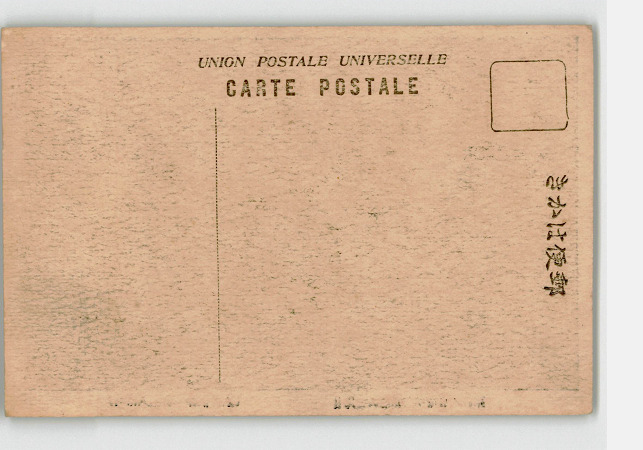 UNION POSTALE UNIVERSELLE
CARTE POSTALE
きかは便郵